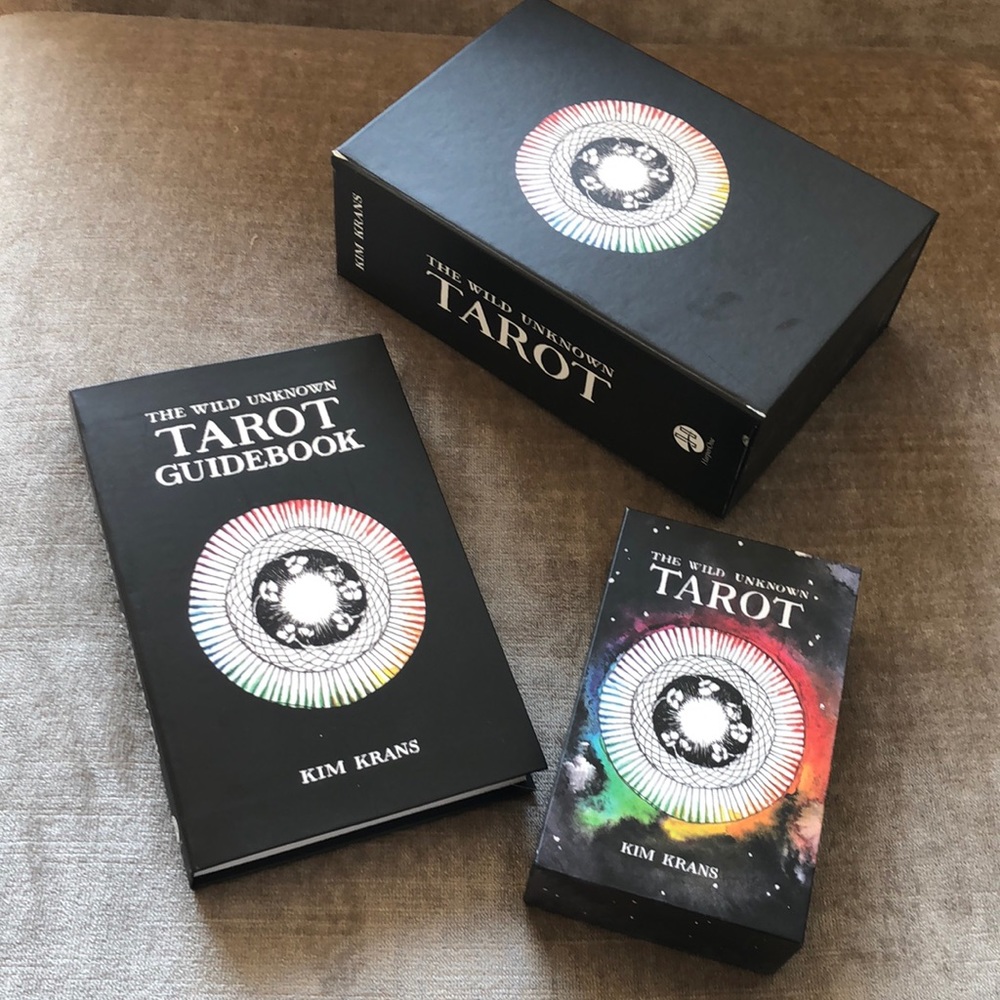 KIM KRANS
THE WILD UNKNOWN
TAROT
HarperOne
THE WILD UNKNOWN
TAROT
GUIDEBOOK
KIM KRANS
THE WILD UNKNOWN
TAROT
KIM KRANS